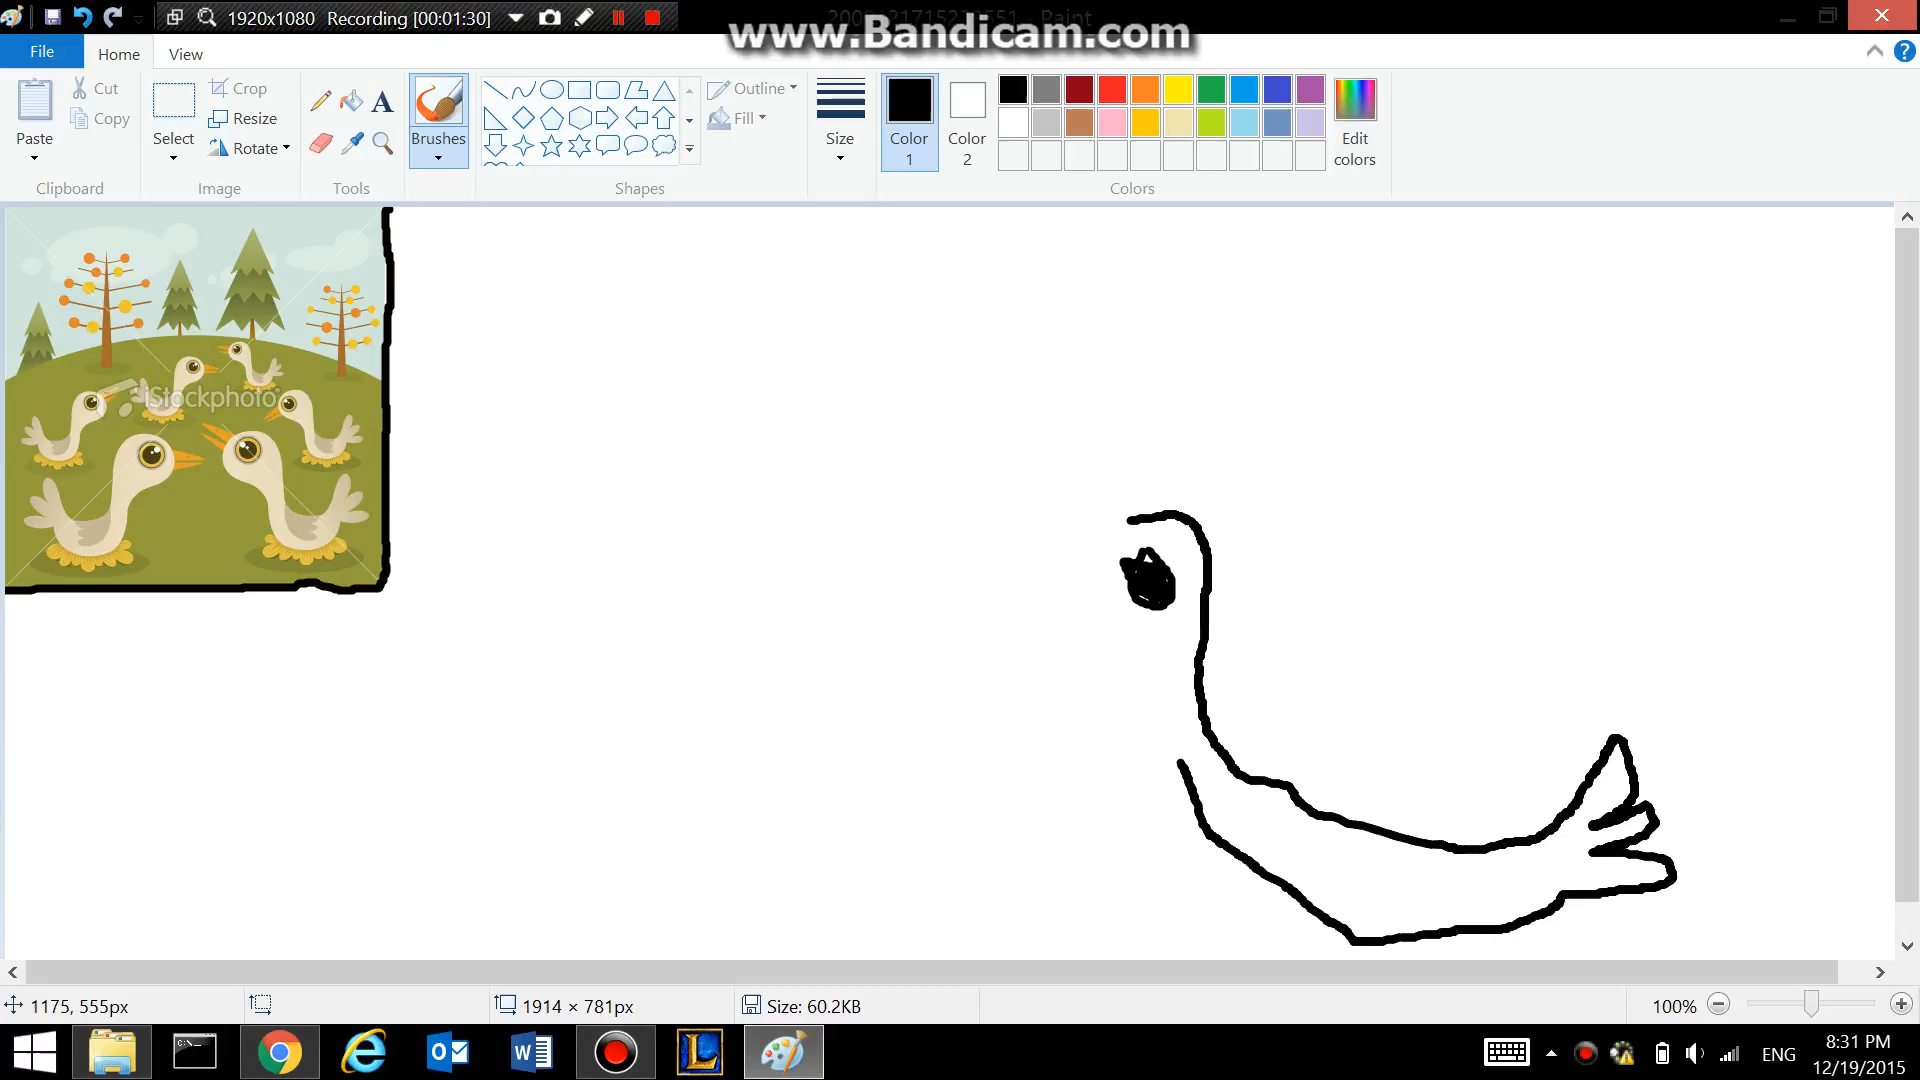 1920x1080 Recording [00:01:30]
www.Bandicam.com
File Home View
Paste
Cut
Copy
Clipboard
Select
Crop
Resize
Rotate
Image
A
Tools
Brushes
Shapes
Outline
Fill
Size
Color 1
Color 2
Edit colors
Colors
iStockphoto
1175, 555px
1914 × 781px
Size: 60.2KB
100%
ENG
8:31 PM
12/19/2015